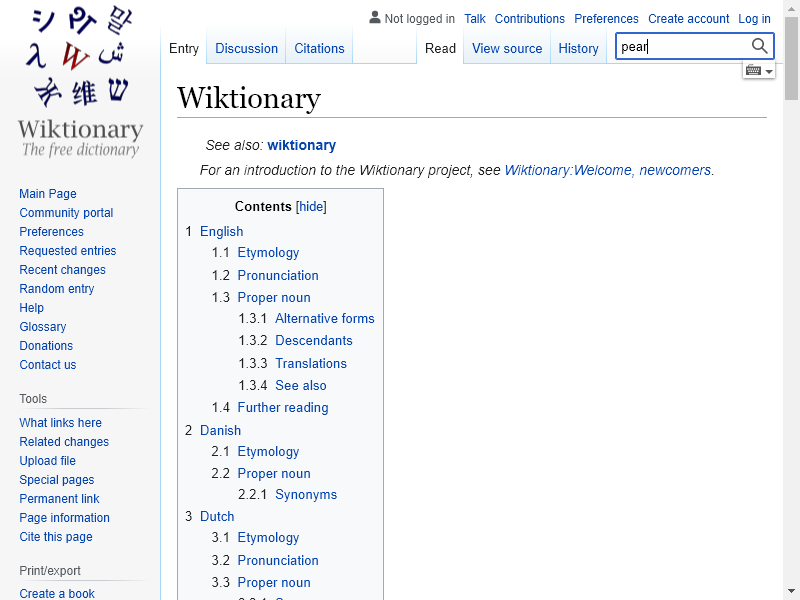 Not logged in Talk Contributions Preferences Create account Log in
Entry Discussion Citations Read View source History pear
Wiktionary
The free dictionary
Main Page
Community portal
Preferences
Requested entries
Recent changes
Random entry
Help
Glossary
Donations
Contact us
Tools
What links here
Related changes
Upload file
Special pages
Permanent link
Page information
Cite this page
Print/export
Create a book
Wiktionary
See also: wiktionary
For an introduction to the Wiktionary project, see Wiktionary:Welcome, newcomers.
Contents [hide]
1 English
1.1 Etymology
1.2 Pronunciation
1.3 Proper noun
1.3.1 Alternative forms
1.3.2 Descendants
1.3.3 Translations
1.3.4 See also
1.4 Further reading
2 Danish
2.1 Etymology
2.2 Proper noun
2.2.1 Synonyms
3 Dutch
3.1 Etymology
3.2 Pronunciation
3.3 Proper noun